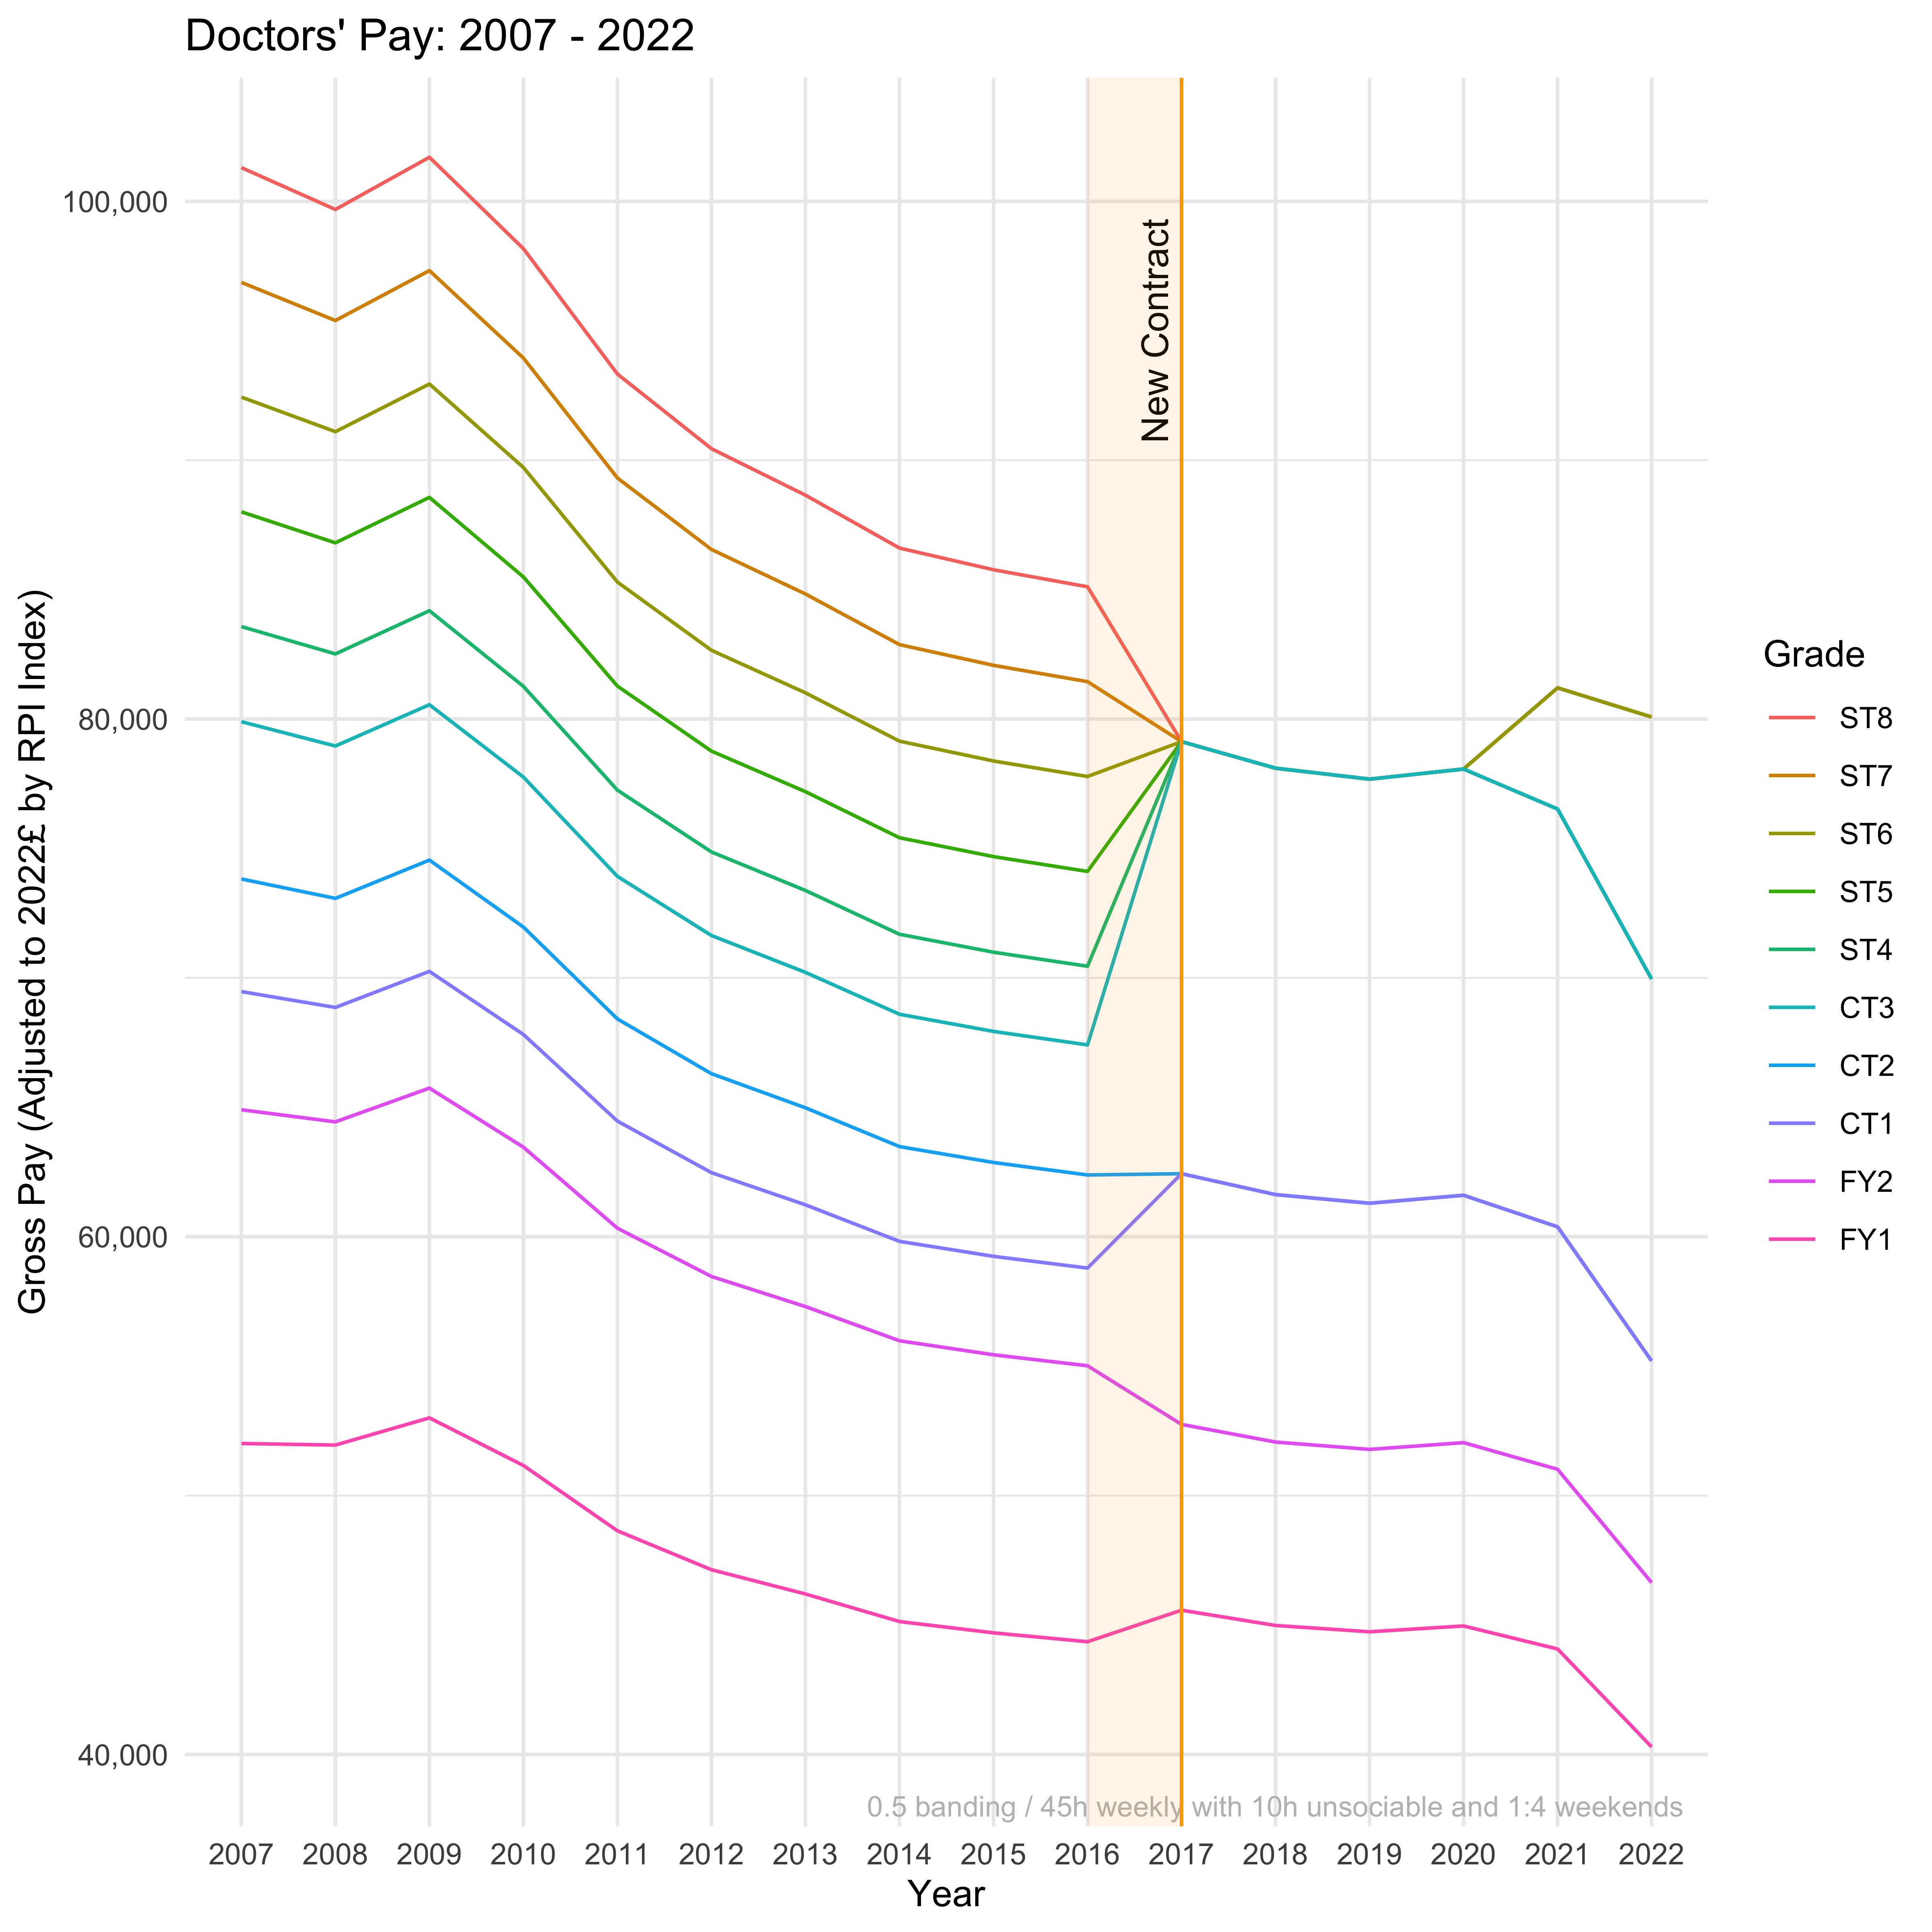 Doctors' Pay: 2007 - 2022
Gross Pay (Adjusted to 2022£ by RPI Index)
100,000
80,000
60,000
40,000
New Contract
0.5 banding / 45h weekly with 10h unsociable and 1:4 weekends
2007 2008 2009 2010 2011 2012 2013 2014 2015 2016 2017 2018 2019 2020 2021 2022
Year
Grade
ST8
ST7
ST6
ST5
ST4
CT3
CT2
CT1
FY2
FY1